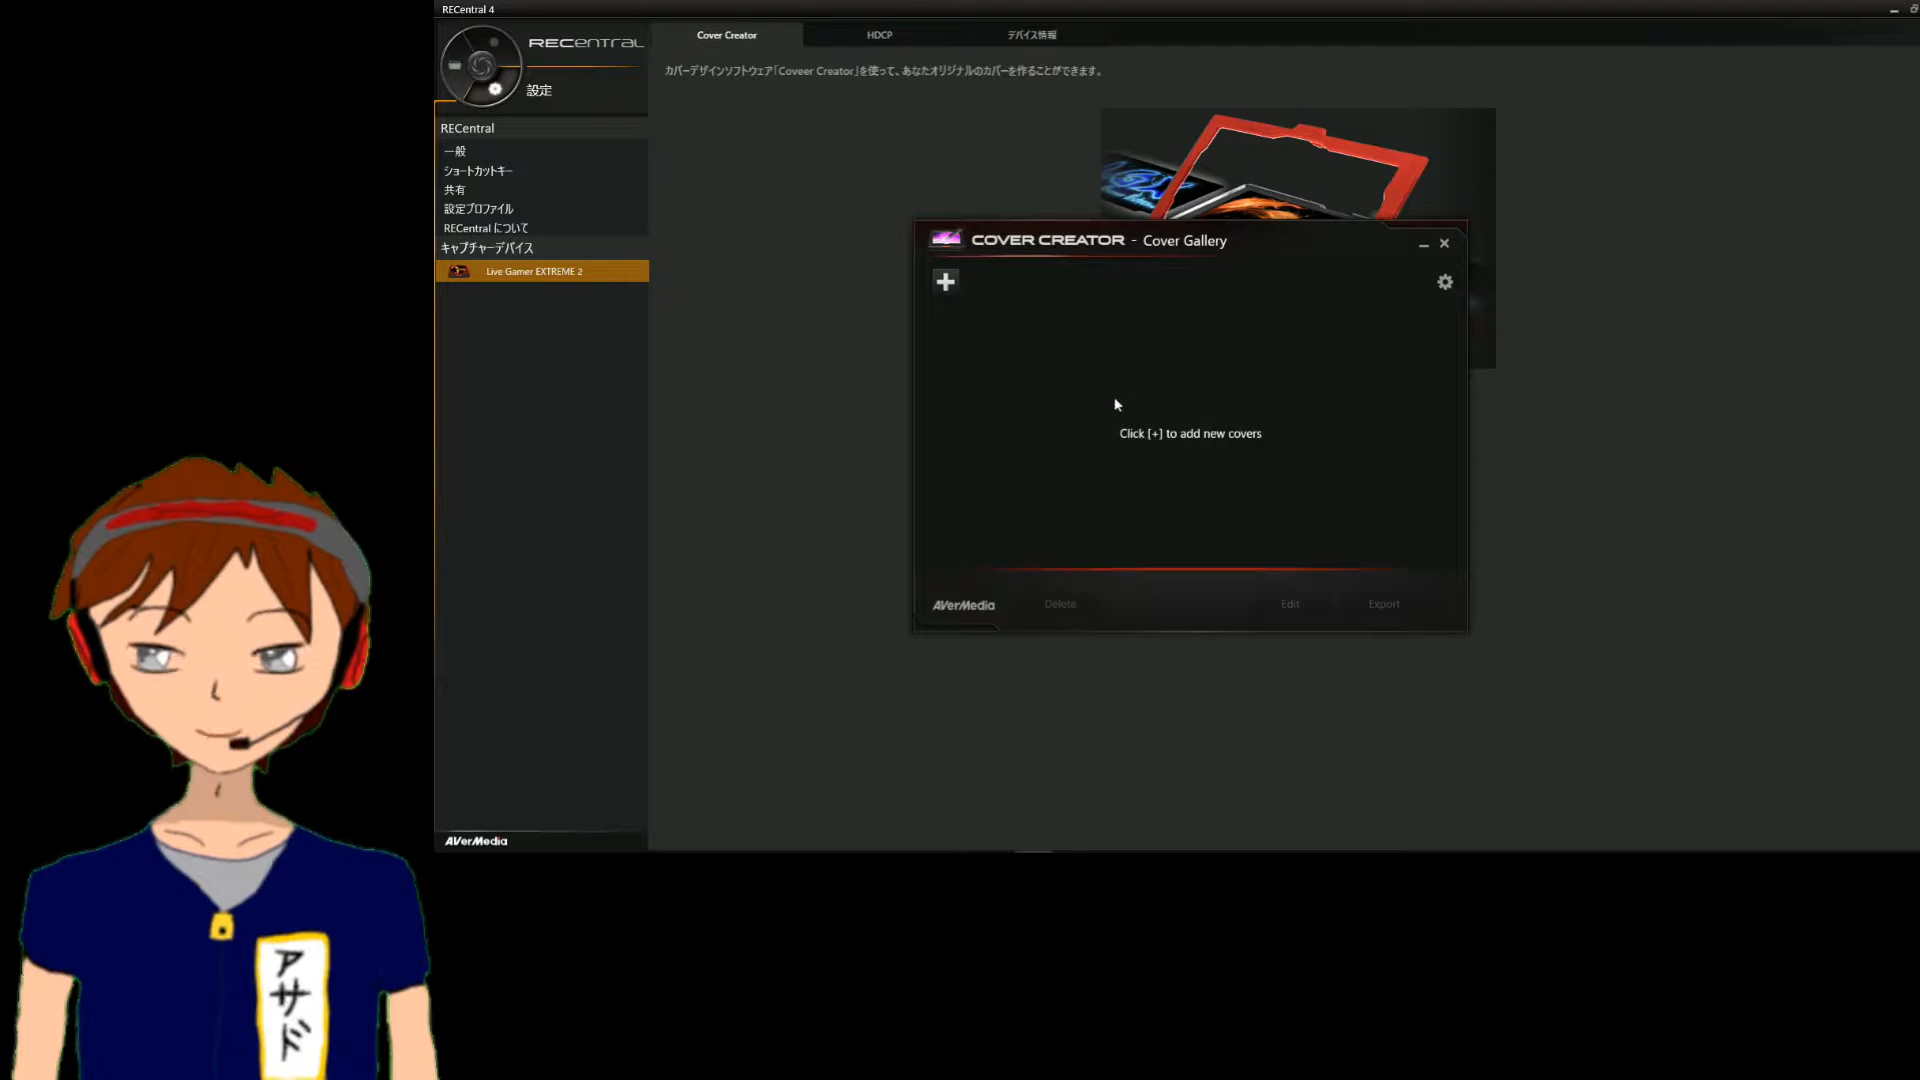 RECentral 4
RECentral
設定
RECentral
一般
ショートカットキー
共有
設定プロファイル
RECentral について
キャプチャーデバイス
Live Gamer EXTREME 2
AVerMedia
Cover Creator
HDCP
デバイス情報
カバーデザインソフトウェア「Coveer Creator」を使って、あなたオリジナルのカバーを作ることができます。
COVER CREATOR - Cover Gallery
Click [+] to add new covers
AVerMedia
Delete
Edit
Export
アサド